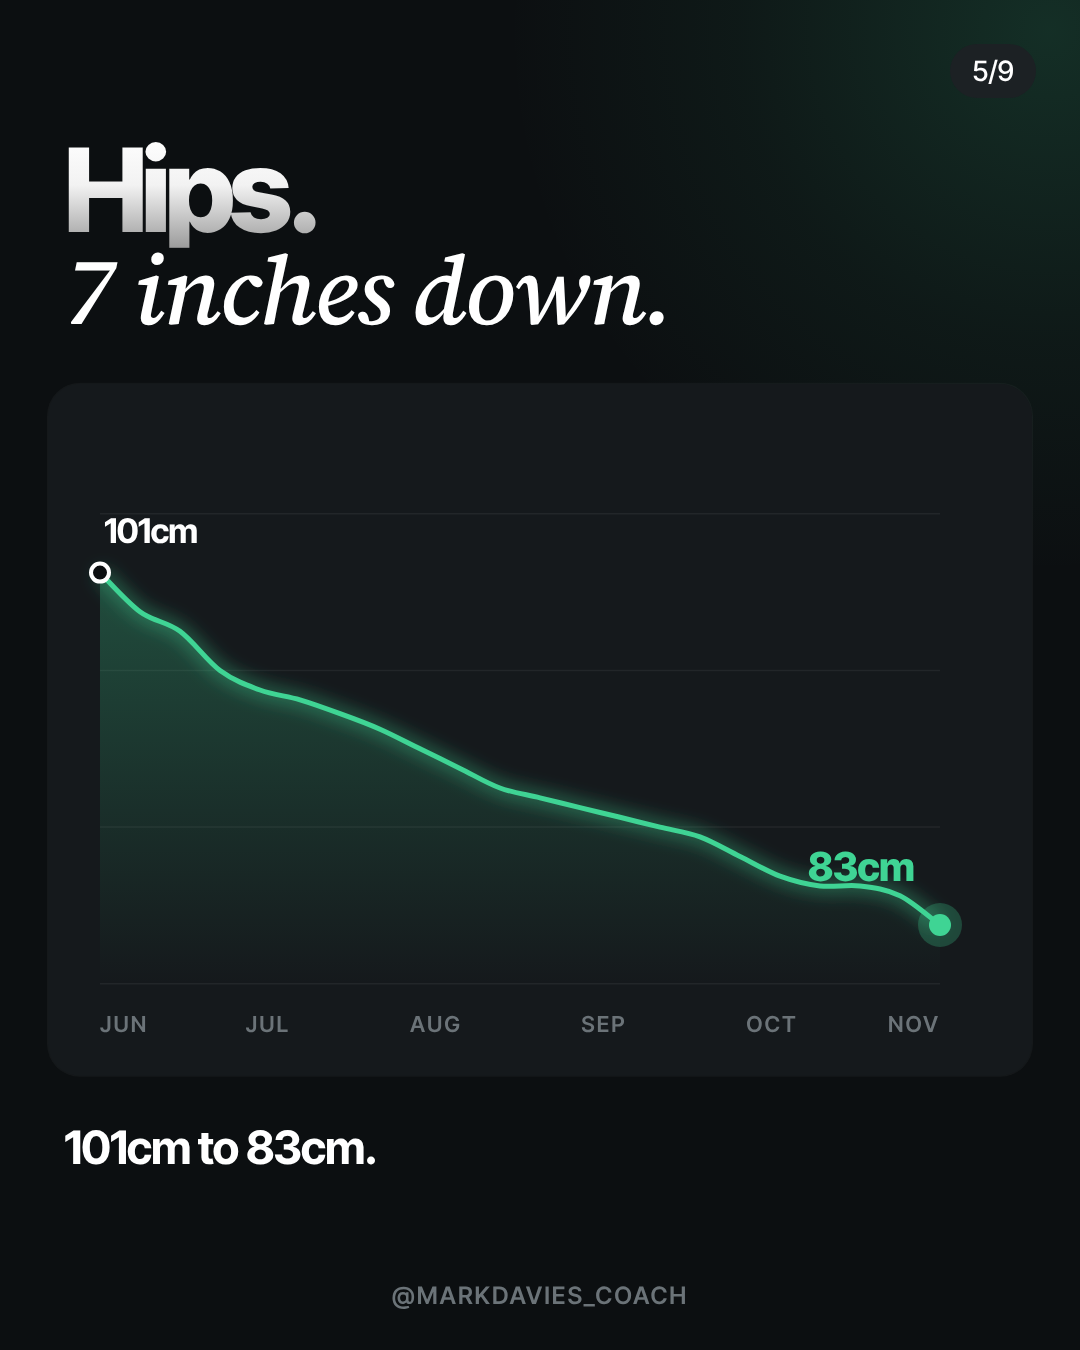 5/9
Hips.
7 inches down.
101cm
83cm
JUN JUL AUG SEP OCT NOV
101cm to 83cm.
@MARKDAVIES_COACH